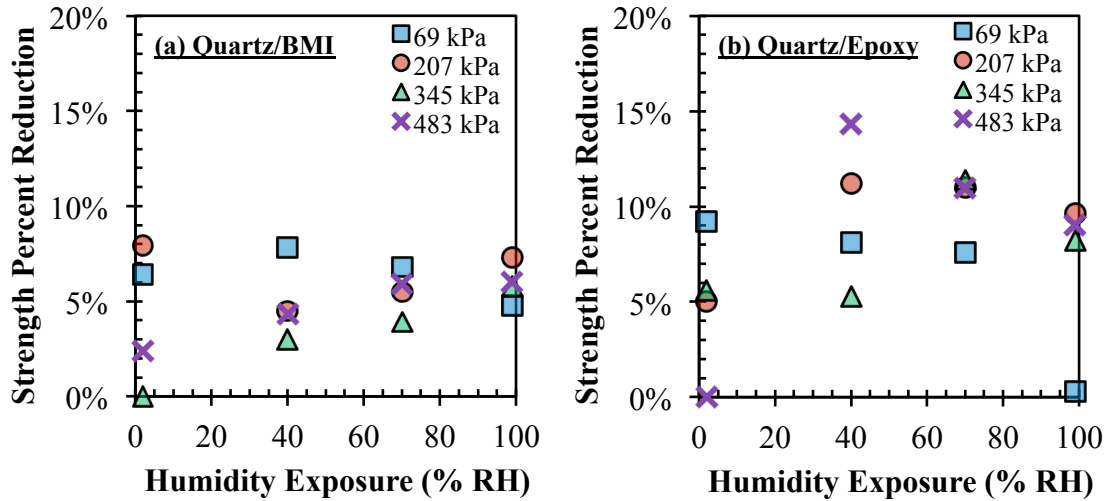 Strength Percent Reduction
20%
15%
10%
5%
0%
(a) Quartz/BMI
69 kPa
207 kPa
345 kPa
483 kPa
0 20 40 60 80 100
Humidity Exposure (% RH)
Strength Percent Reduction
20%
15%
10%
5%
0%
(b) Quartz/Epoxy
69 kPa
207 kPa
345 kPa
483 kPa
0 20 40 60 80 100
Humidity Exposure (% RH)